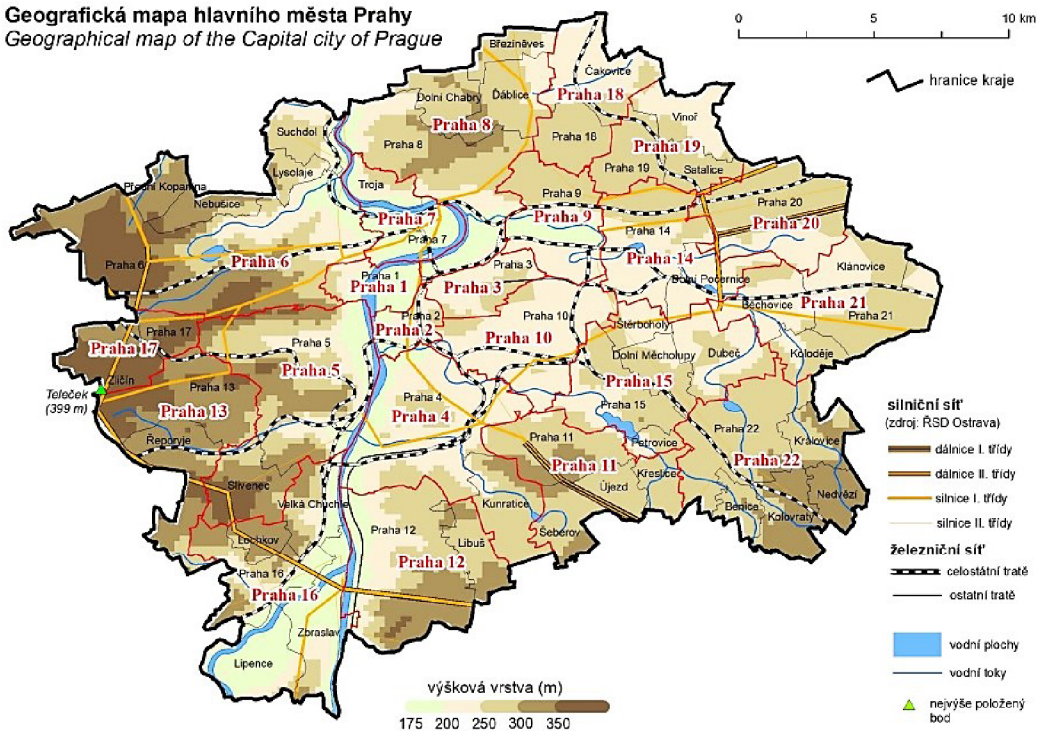 Geografická mapa hlavního města Prahy
Geographical map of the Capital city of Prague
0 5 10 km
hranice kraje
Březiněves
Čakovice
Praha 18
Ďáblice
Dolní Chabry
Praha 8
Vinoř
Suchdol
Praha 8
Praha 18
Praha 19
Lysolaje
Praha 19
Satalice
Přední Kopanina
Nebušice
Troja
Praha 9
Praha 20
Praha 7
Praha 9
Praha 20
Praha 7
Praha 14
Praha 6
Praha 6
Praha 14
Praha 3
Klánovice
Praha 1
Praha 1
Praha 3
Dolní Počernice
Běchovice
Praha 21
Praha 2
Praha 10
Praha 21
Praha 17
Praha 2
Praha 10
Štěrboholy
Praha 17
Praha 5
Dolní Měcholupy
Dubeč
Koloděje
Praha 5
Zličín
Praha 13
Praha 15
Teleček
(399 m)
Praha 13
Praha 4
Praha 4
Praha 15
Řeporyje
Praha 11
Petrovice
Praha 22
Královice
Praha 11
Praha 22
Křeslice
Slivenec
Újezd
Nedvězí
Velká Chuchle
Kunratice
Benice
Kolovraty
Praha 12
Šeberov
Lochkov
Libuš
Praha 12
Praha 16
Praha 16
Zbraslav
Lipence
silniční síť
(zdroj: ŘSD Ostrava)
dálnice I. třídy
dálnice II. třídy
silnice I. třídy
silnice II. třídy
železniční síť
celostátní tratě
ostatní tratě
vodní plochy
vodní toky
nejvýše položený
bod
výšková vrstva (m)
175 200 250 300 350